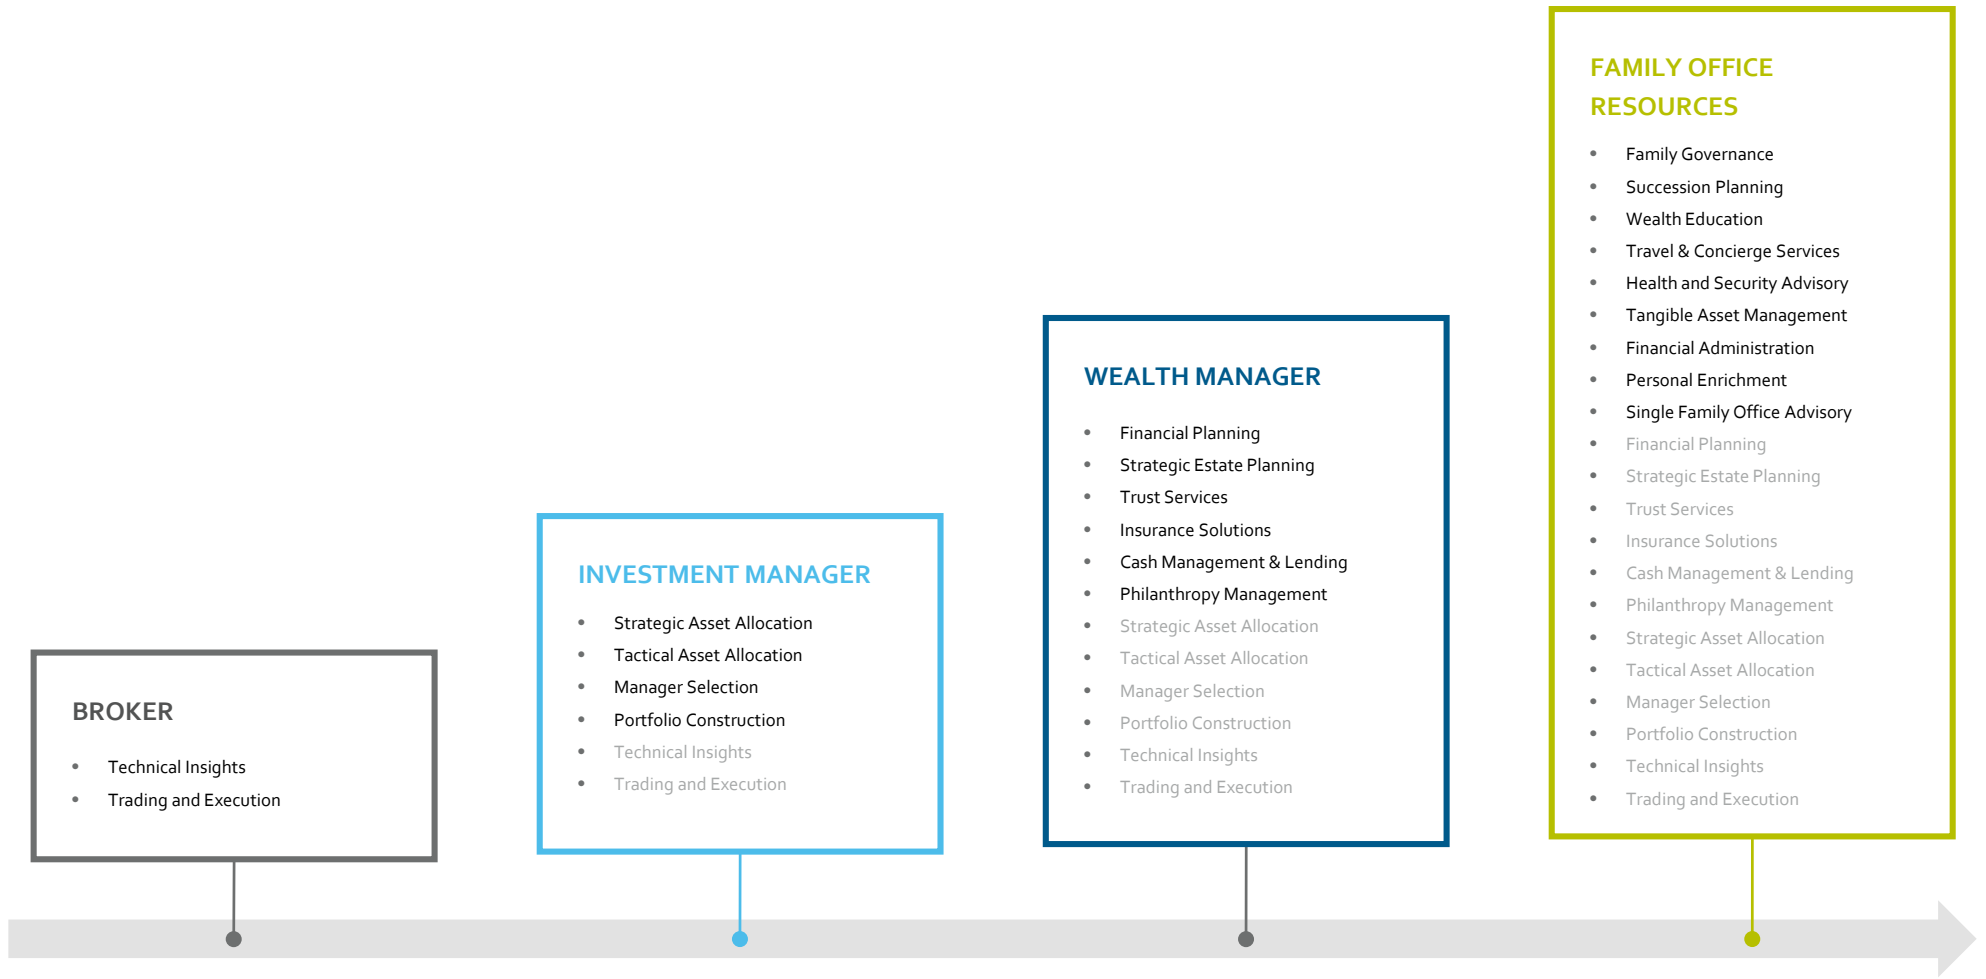 BROKER
• Technical Insights
• Trading and Execution
INVESTMENT MANAGER
• Strategic Asset Allocation
• Tactical Asset Allocation
• Manager Selection
• Portfolio Construction
• Technical Insights
• Trading and Execution
WEALTH MANAGER
• Financial Planning
• Strategic Estate Planning
• Trust Services
• Insurance Solutions
• Cash Management & Lending
• Philanthropy Management
• Strategic Asset Allocation
• Tactical Asset Allocation
• Manager Selection
• Portfolio Construction
• Technical Insights
• Trading and Execution
FAMILY OFFICE
RESOURCES
• Family Governance
• Succession Planning
• Wealth Education
• Travel & Concierge Services
• Health and Security Advisory
• Tangible Asset Management
• Financial Administration
• Personal Enrichment
• Single Family Office Advisory
• Financial Planning
• Strategic Estate Planning
• Trust Services
• Insurance Solutions
• Cash Management & Lending
• Philanthropy Management
• Strategic Asset Allocation
• Tactical Asset Allocation
• Manager Selection
• Portfolio Construction
• Technical Insights
• Trading and Execution